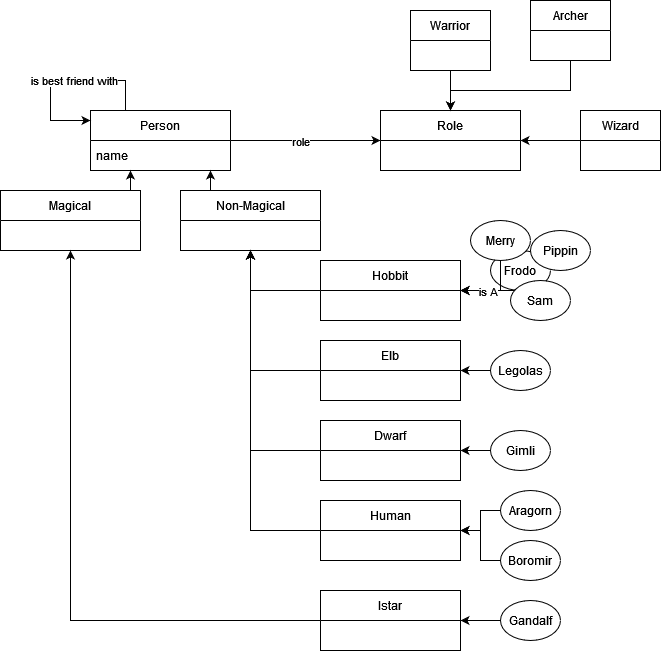 Archer
Warrior
is best friend with
Person
Role
Wizard
role
name
Magical
Non-Magical
Merry
Pippin
Hobbit
Frodo
is A
Sam
Elb
Legolas
Dwarf
Gimli
Human
Aragorn
Boromir
Istar
Gandalf